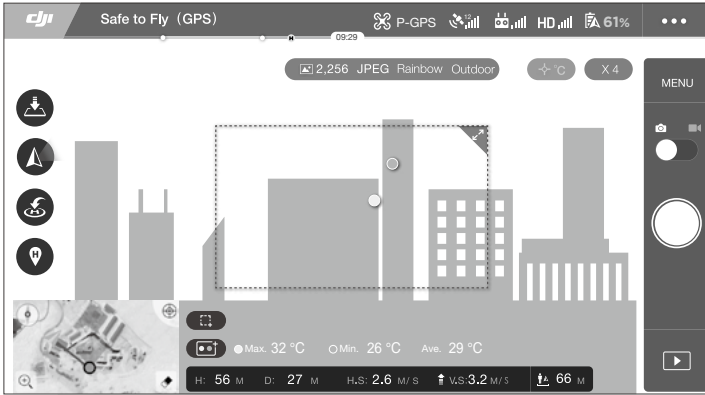 dji Safe to Fly (GPS) P-GPS 12 HD 61%
H 09:29
2,256 JPEG Rainbow Outdoor °C X 4
MENU
H
H
Max. 32 °C Min. 26 °C Ave. 29 °C
H: 56 M D: 27 M H.S: 2.6 M/S V.S:3.2 M/S 66 M